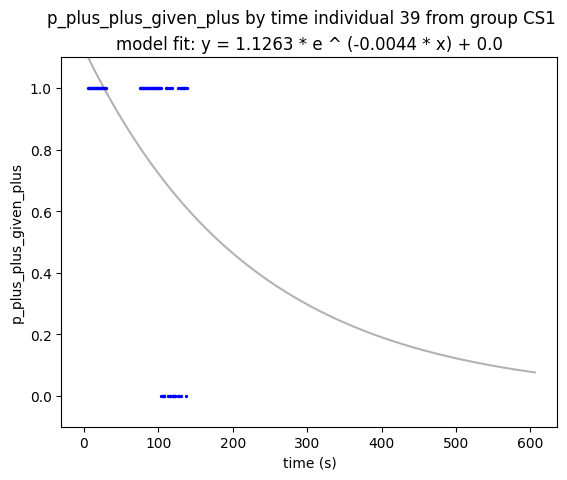 p_plus_plus_given_plus by time individual 39 from group CS1
model fit: y = 1.1263 * e ^ (-0.0044 * x) + 0.0
p_plus_plus_given_plus
1.0
0.8
0.6
0.4
0.2
0.0
0 100 200 300 400 500 600
time (s)